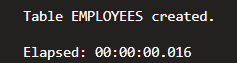 Table EMPLOYEES created.
Elapsed: 00:00:00.016